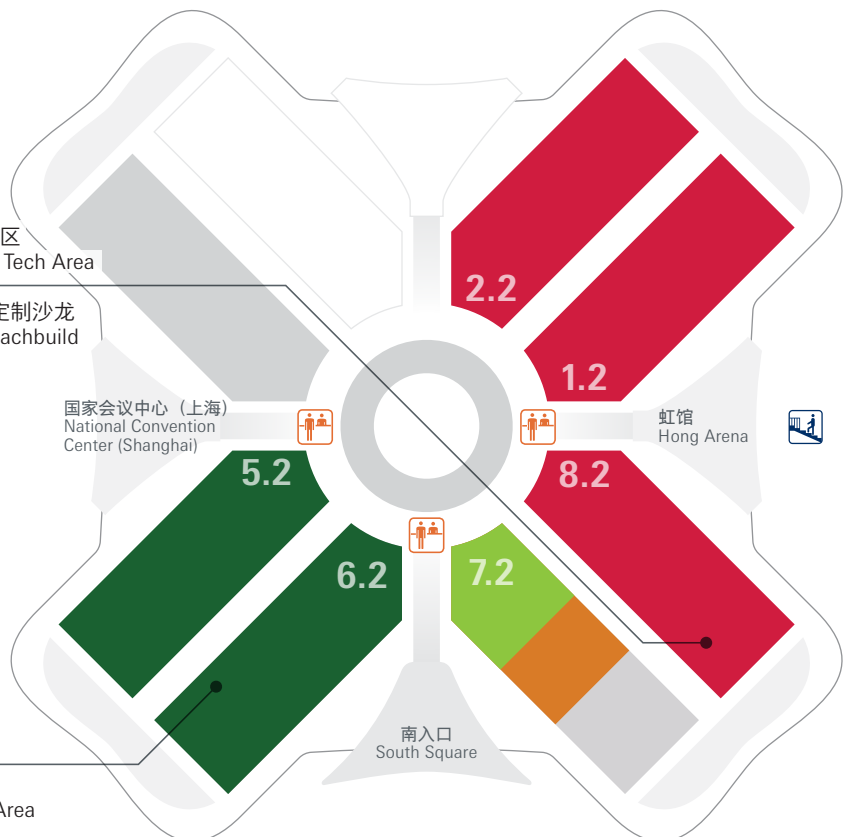 区
Tech Area
定制沙龙
achbuild
2.2
1.2
国家会议中心（上海）
National Convention
Center (Shanghai)
虹馆
Hong Arena
5.2
8.2
6.2
7.2
南入口
South Square
Area